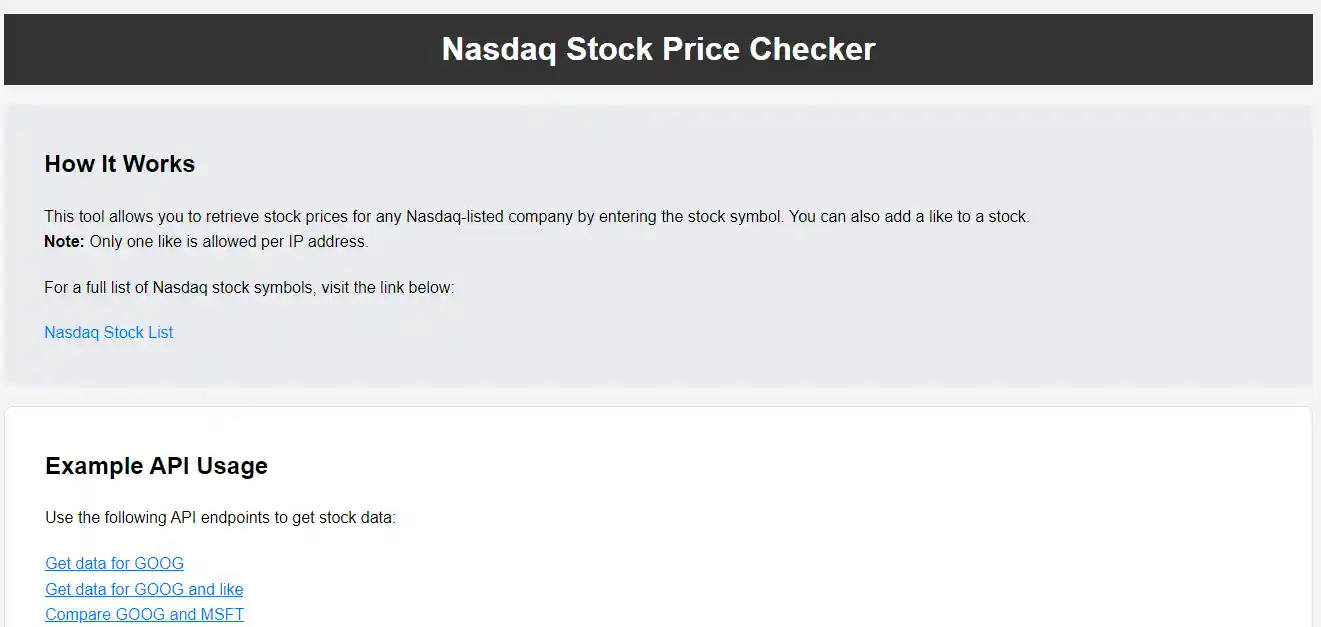 Nasdaq Stock Price Checker
How It Works
This tool allows you to retrieve stock prices for any Nasdaq-listed company by entering the stock symbol. You can also add a like to a stock.
Note: Only one like is allowed per IP address.
For a full list of Nasdaq stock symbols, visit the link below:
Nasdaq Stock List
Example API Usage
Use the following API endpoints to get stock data:
Get data for GOOG
Get data for GOOG and like
Compare GOOG and MSFT